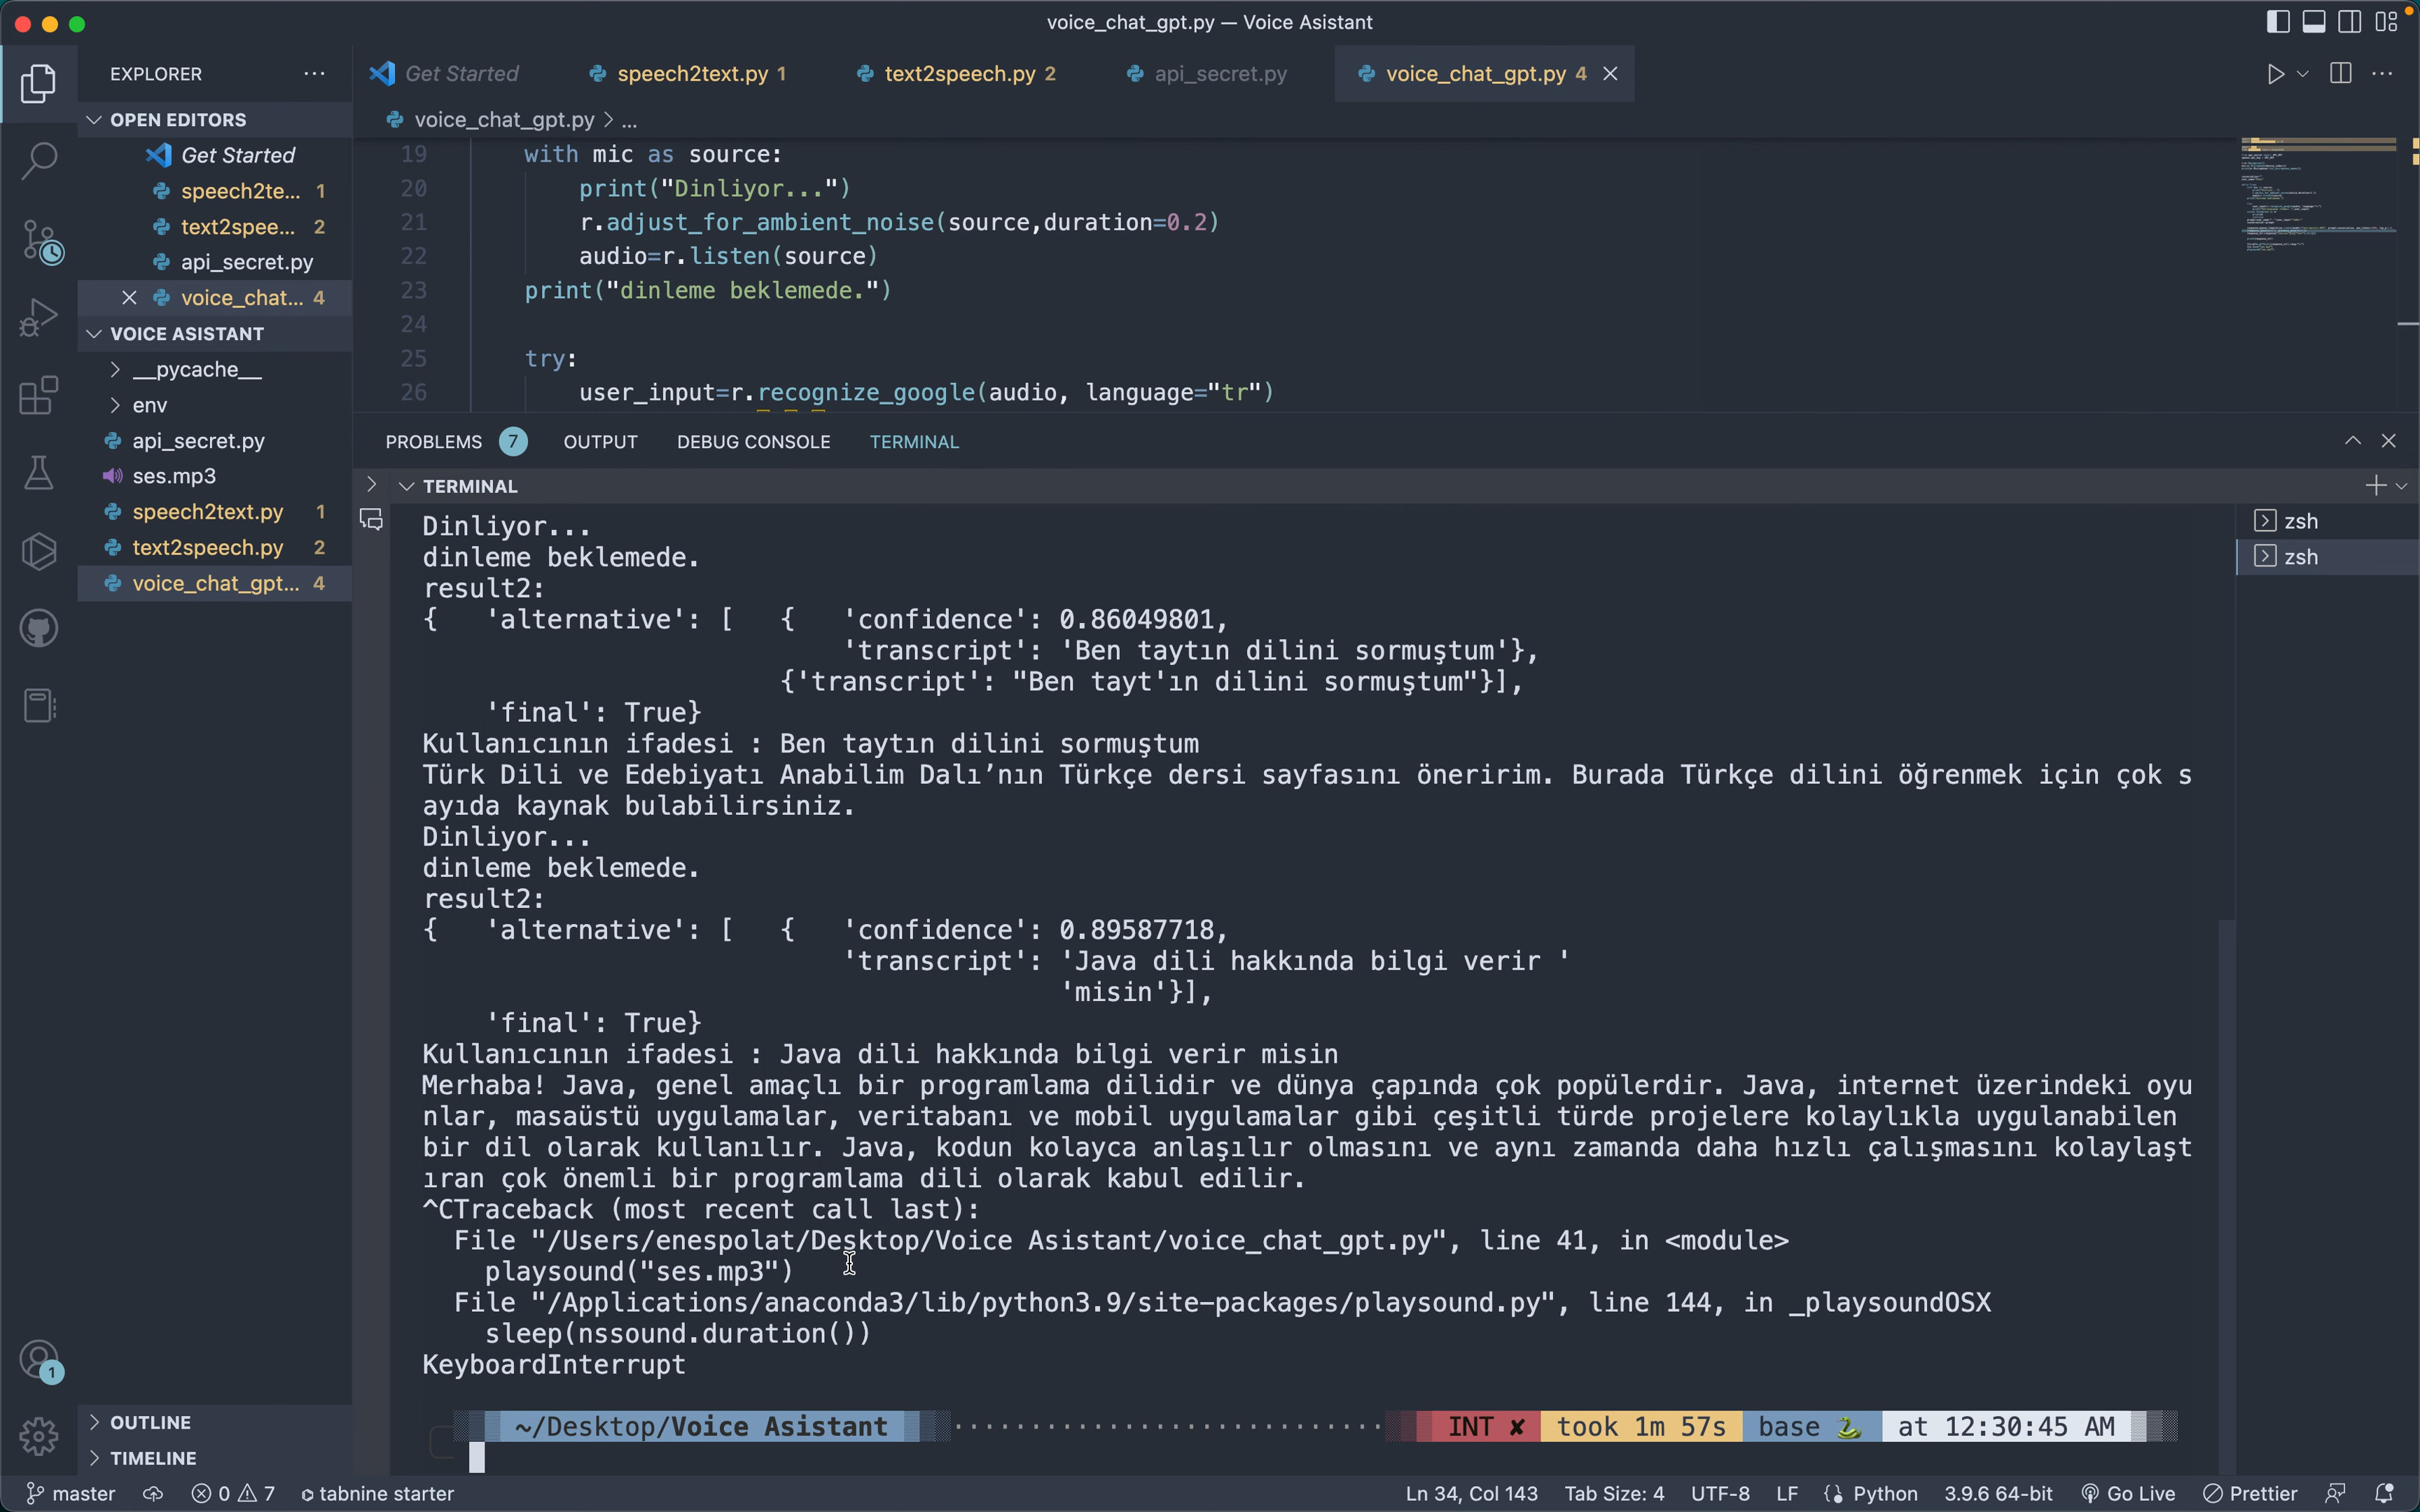 voice_chat_gpt.py — Voice Asistant
EXPLORER
OPEN EDITORS
Get Started
speech2te... 1
text2spee... 2
api_secret.py
voice_chat... 4
VOICE ASISTANT
__pycache__
env
api_secret.py
ses.mp3
speech2text.py 1
text2speech.py 2
voice_chat_gpt... 4
OUTLINE
TIMELINE
Get Started speech2text.py 1 text2speech.py 2 api_secret.py voice_chat_gpt.py 4
voice_chat_gpt.py > ...
19 with mic as source:
20 print("Dinliyor...")
21 r.adjust_for_ambient_noise(source,duration=0.2)
22 audio=r.listen(source)
23 print("dinleme beklemede.")
24
25 try:
26 user_input=r.recognize_google(audio, language="tr")
PROBLEMS 7 OUTPUT DEBUG CONSOLE TERMINAL
TERMINAL
zsh
zsh
Dinliyor...
dinleme beklemede.
result2:
{ 'alternative': [ { 'confidence': 0.86049801,
'transcript': 'Ben taytın dilini sormuştum'},
{'transcript': "Ben tayt'ın dilini sormuştum"}],
'final': True}
Kullanıcının ifadesi : Ben taytın dilini sormuştum
Türk Dili ve Edebiyatı Anabilim Dalı’nın Türkçe dersi sayfasını öneririm. Burada Türkçe dilini öğrenmek için çok s
ayıda kaynak bulabilirsiniz.
Dinliyor...
dinleme beklemede.
result2:
{ 'alternative': [ { 'confidence': 0.89587718,
'transcript': 'Java dili hakkında bilgi verir '
'misin'}],
'final': True}
Kullanıcının ifadesi : Java dili hakkında bilgi verir misin
Merhaba! Java, genel amaçlı bir programlama dilidir ve dünya çapında çok popülerdir. Java, internet üzerindeki oyu
nlar, masaüstü uygulamalar, veritabanı ve mobil uygulamalar gibi çeşitli türde projelere kolaylıkla uygulanabilen
bir dil olarak kullanılır. Java, kodun kolayca anlaşılır olmasını ve aynı zamanda daha hızlı çalışmasını kolaylaşt
ıran çok önemli bir programlama dili olarak kabul edilir.
^CTraceback (most recent call last):
File "/Users/enespolat/Desktop/Voice Asistant/voice_chat_gpt.py", line 41, in <module>
playsound("ses.mp3")
File "/Applications/anaconda3/lib/python3.9/site-packages/playsound.py", line 144, in _playsoundOSX
sleep(nssound.duration())
KeyboardInterrupt
~/Desktop/Voice Asistant INT ✘ took 1m 57s base 🐍 at 12:30:45 AM
1
master 0 7 tabnine starter Ln 34, Col 143 Tab Size: 4 UTF-8 LF Python 3.9.6 64-bit Go Live Prettier